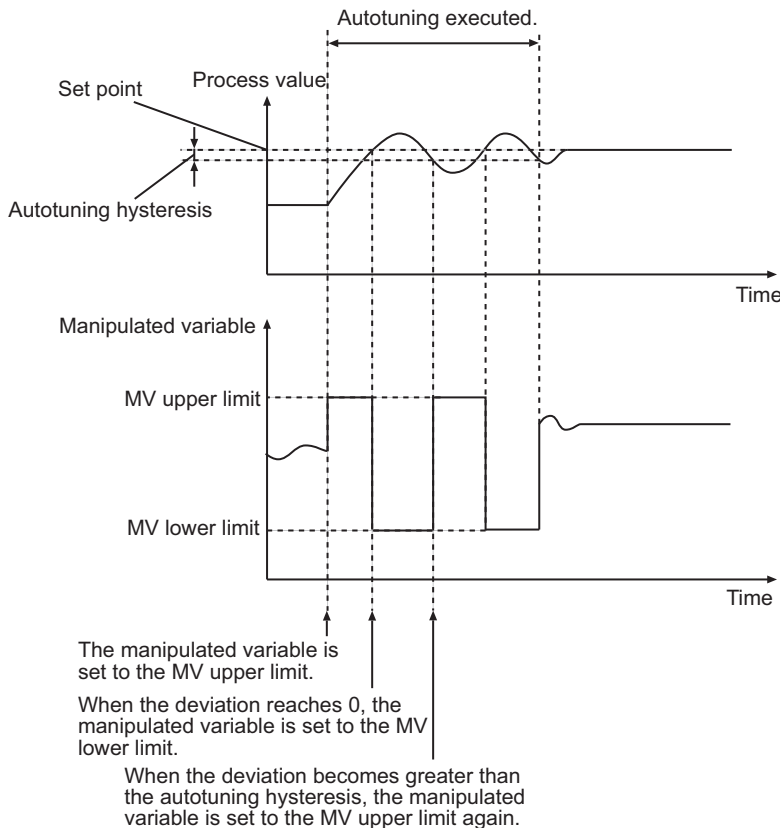 Autotuning executed.
Process value
Set point
Autotuning hysteresis
Time
Manipulated variable
MV upper limit
MV lower limit
Time
The manipulated variable is
set to the MV upper limit.
When the deviation reaches 0, the
manipulated variable is set to the MV
lower limit.
When the deviation becomes greater than
the autotuning hysteresis, the manipulated
variable is set to the MV upper limit again.